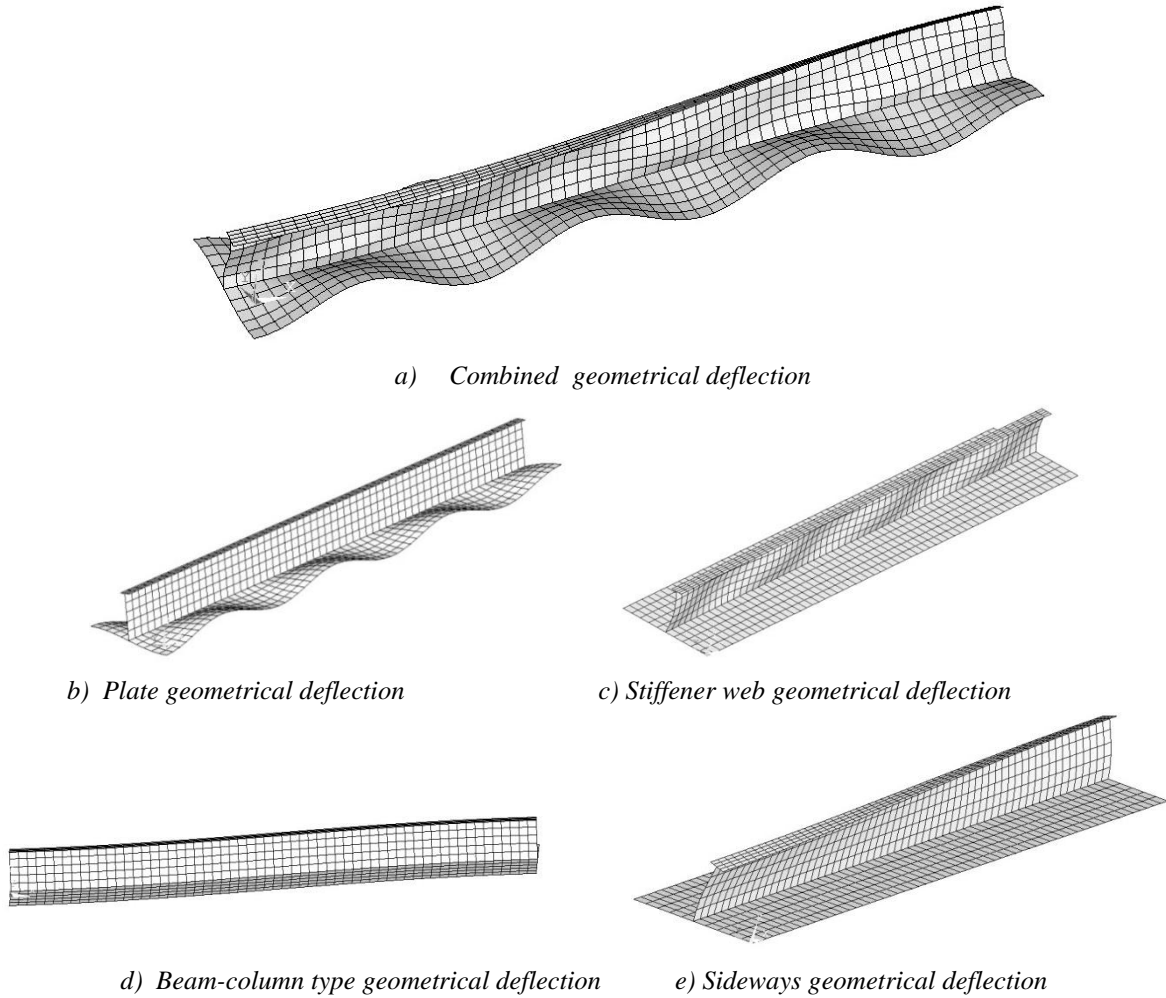 a) Combined geometrical deflection
b) Plate geometrical deflection
c) Stiffener web geometrical deflection
d) Beam-column type geometrical deflection
e) Sideways geometrical deflection